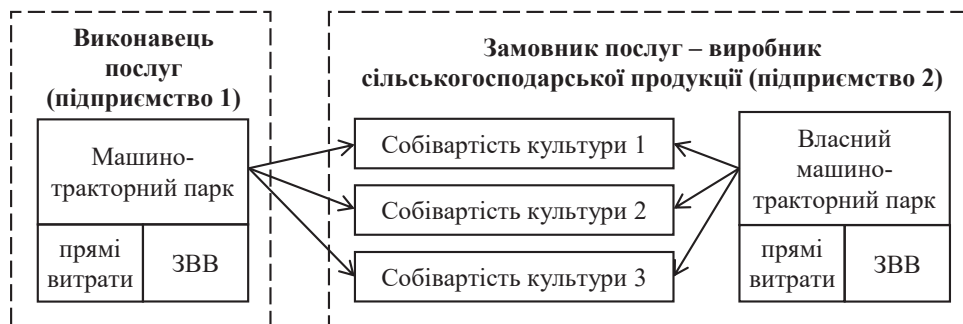 Виконавець
послуг
(підприємство 1)
Машино-
тракторний парк
прямі
витрати
ЗВВ
Замовник послуг – виробник
сільськогосподарської продукції (підприємство 2)
Собівартість культури 1
Собівартість культури 2
Собівартість культури 3
Власний
машино-
тракторний парк
прямі
витрати
ЗВВ